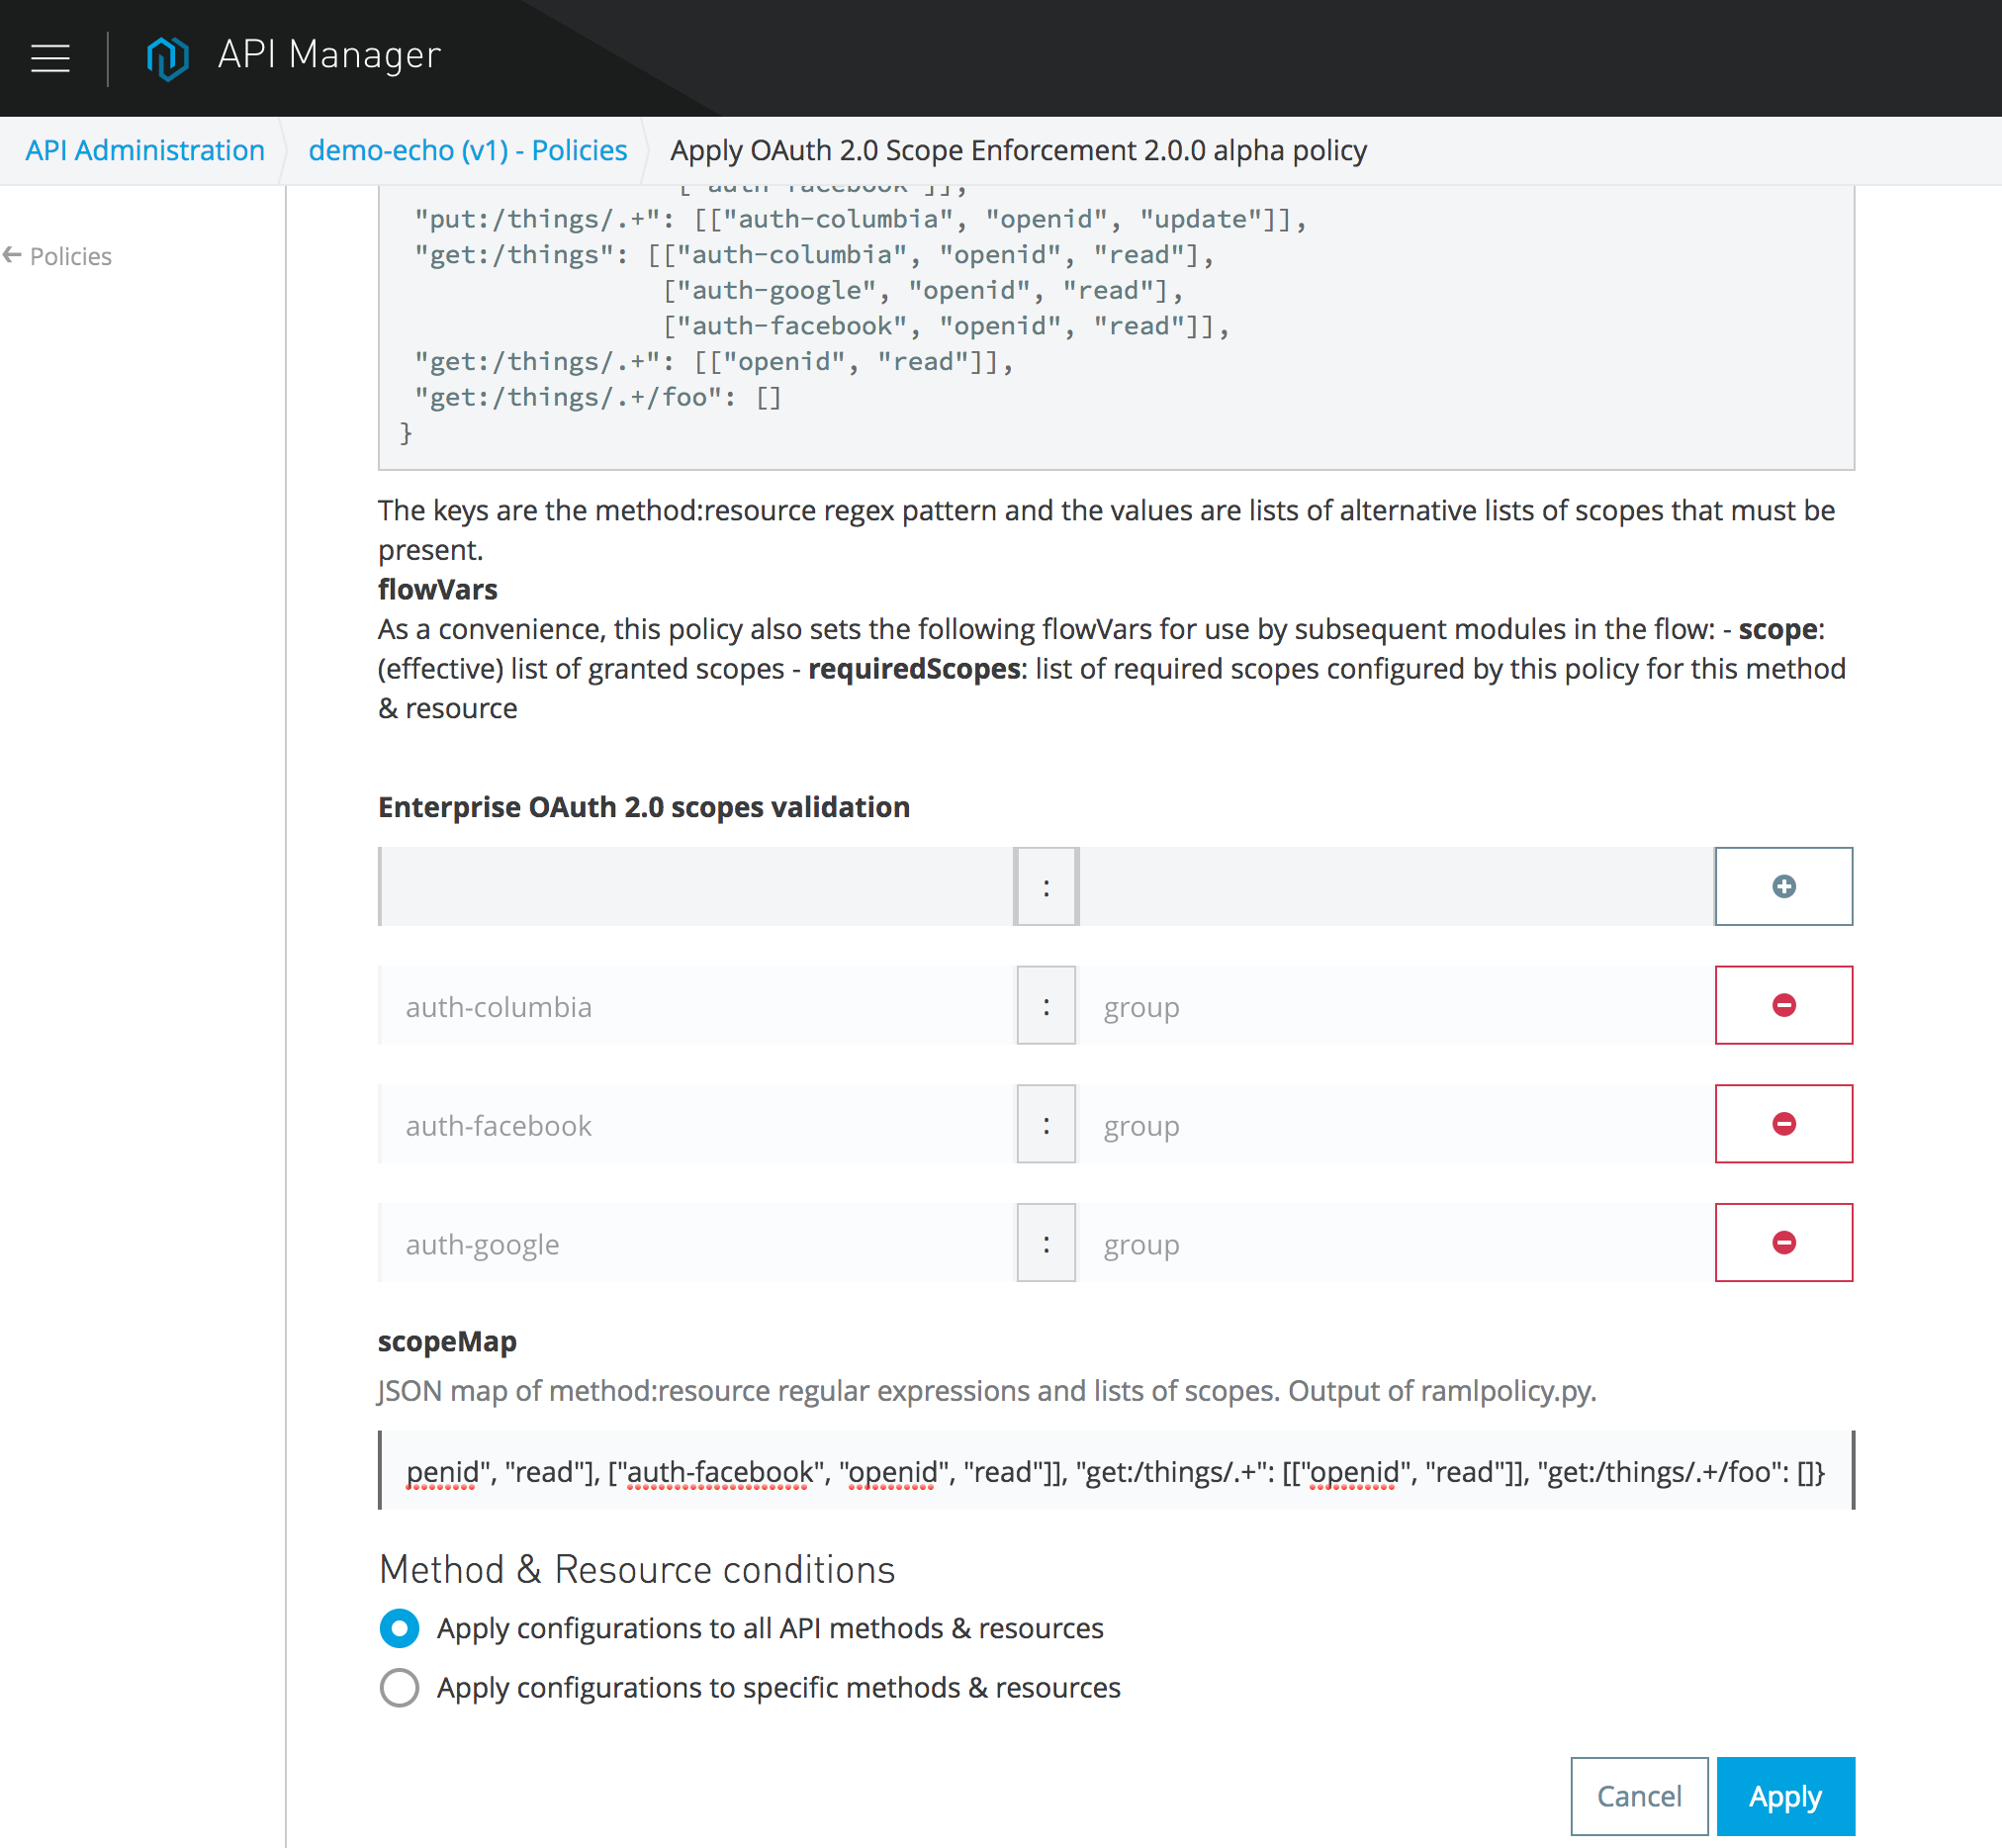 API Manager
API Administration
demo-echo (v1) - Policies
Apply OAuth 2.0 Scope Enforcement 2.0.0 alpha policy
← Policies
["auth-facebook"]],
"put:/things/.+": [["auth-columbia", "openid", "update"]],
"get:/things": [["auth-columbia", "openid", "read"],
["auth-google", "openid", "read"],
["auth-facebook", "openid", "read"]],
"get:/things/.+": [["openid", "read"]],
"get:/things/.+/foo": []
}
The keys are the method:resource regex pattern and the values are lists of alternative lists of scopes that must be
present.
flowVars
As a convenience, this policy also sets the following flowVars for use by subsequent modules in the flow: - scope:
(effective) list of granted scopes - requiredScopes: list of required scopes configured by this policy for this method
& resource
Enterprise OAuth 2.0 scopes validation
:
auth-columbia : group
auth-facebook : group
auth-google : group
scopeMap
JSON map of method:resource regular expressions and lists of scopes. Output of ramlpolicy.py.
penid", "read"], ["auth-facebook", "openid", "read"]], "get:/things/.+": [["openid", "read"]], "get:/things/.+/foo": []}
Method & Resource conditions
Apply configurations to all API methods & resources
Apply configurations to specific methods & resources
Cancel
Apply